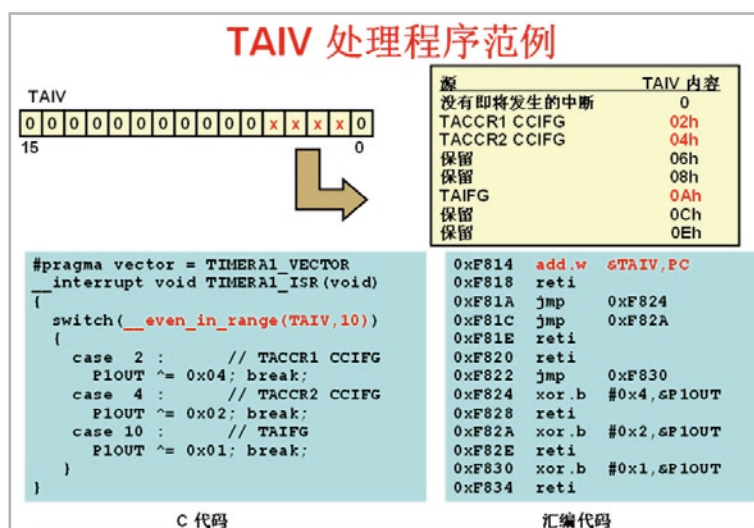 TAIV 处理程序范例
TAIV
0 0 0 0 0 0 0 0 0 0 0 x x x x 0
15 0
源 TAIV 内容
没有即将发生的中断 0
TACCR1 CCIFG 02h
TACCR2 CCIFG 04h
保留 06h
保留 08h
TAIFG 0Ah
保留 0Ch
保留 0Eh
#pragma vector = TIMERA1_VECTOR
__interrupt void TIMERA1_ISR(void)
{
switch(__even_in_range(TAIV,10))
{
case 2 : // TACCR1 CCIFG
P1OUT ^= 0x04; break;
case 4 : // TACCR2 CCIFG
P1OUT ^= 0x02; break;
case 10 : // TAIFG
P1OUT ^= 0x01; break;
}
}
C 代码
0xF814 add.w &TAIV,PC
0xF818 reti
0xF81A jmp 0xF824
0xF81C jmp 0xF82A
0xF81E reti
0xF820 reti
0xF822 jmp 0xF830
0xF824 xor.b #0x4,&P1OUT
0xF828 reti
0xF82A xor.b #0x2,&P1OUT
0xF82E reti
0xF830 xor.b #0x1,&P1OUT
0xF834 reti
汇编代码